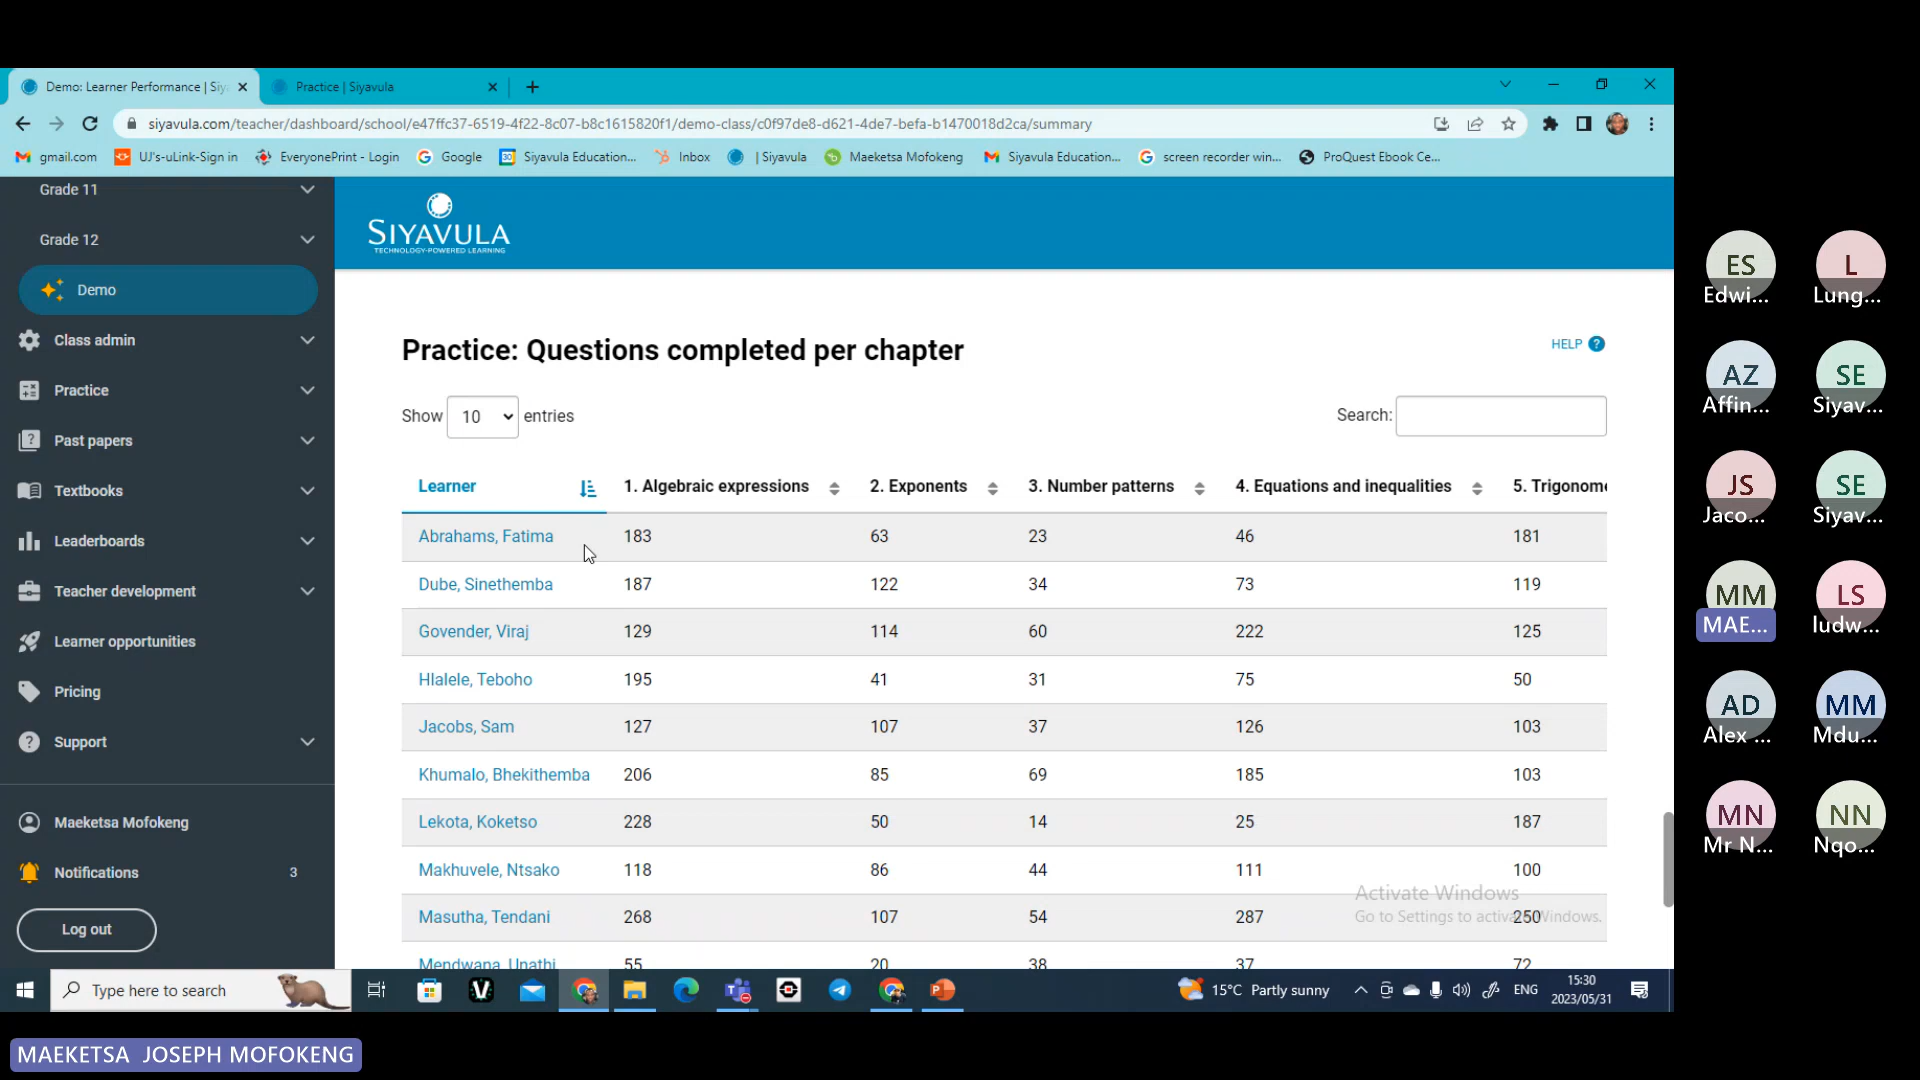 Demo: Learner Performance | Siy
Practice | Siyavula
siyavula.com/teacher/dashboard/school/e47ffc37-6519-4f22-8c07-b8c1615820f1/demo-class/c0f97de8-d621-4de7-befa-b1470018d2ca/summary
gmail.com UJ's-uLink-Sign in EveryonePrint - Login Google Siyavula Education... Inbox | Siyavula Maeketsa Mofokeng Siyavula Education... screen recorder win... ProQuest Ebook Ce...
Grade 11
Grade 12
Demo
Class admin
Practice
Past papers
Textbooks
Leaderboards
Teacher development
Learner opportunities
Pricing
Support
Maeketsa Mofokeng
Notifications 3
Log out
SIYAVULA
TECHNOLOGY-POWERED LEARNING
Practice: Questions completed per chapter
HELP ?
Show 10 entries
Search:
Learner 1. Algebraic expressions 2. Exponents 3. Number patterns 4. Equations and inequalities 5. Trigonome
Abrahams, Fatima 183 63 23 46 181
Dube, Sinethemba 187 122 34 73 119
Govender, Viraj 129 114 60 222 125
Hlalele, Teboho 195 41 31 75 50
Jacobs, Sam 127 107 37 126 103
Khumalo, Bhekithemba 206 85 69 185 103
Lekota, Koketso 228 50 14 25 187
Makhuvele, Ntsako 118 86 44 111 100
Masutha, Tendani 268 107 54 287 250
Mendwana, Unathi 55 20 38 37 72
Activate Windows
Go to Settings to activate Windows.
Type here to search
15°C Partly sunny
ENG
15:30
2023/05/31
ES
Edwi...
L
Lung...
AZ
Affin...
SE
Siyav...
JS
Jaco...
SE
Siyav...
MM
MAE...
LS
ludw...
AD
Alex ...
MM
Mdu...
MN
Mr N...
NN
Nqo...
MAEKETSA JOSEPH MOFOKENG